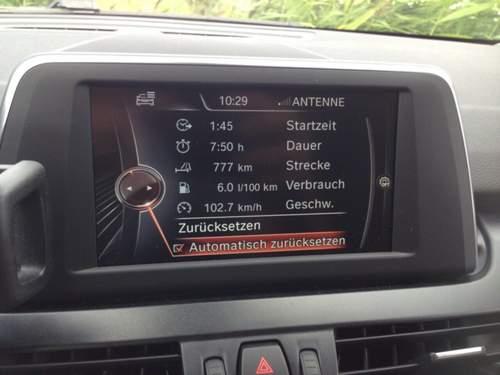 10:29 ANTENNE
1:45 Startzeit
7:50 h Dauer
777 km Strecke
6.0 l/100 km Verbrauch
102.7 km/h Geschw.
Zurücksetzen
Automatisch zurücksetzen